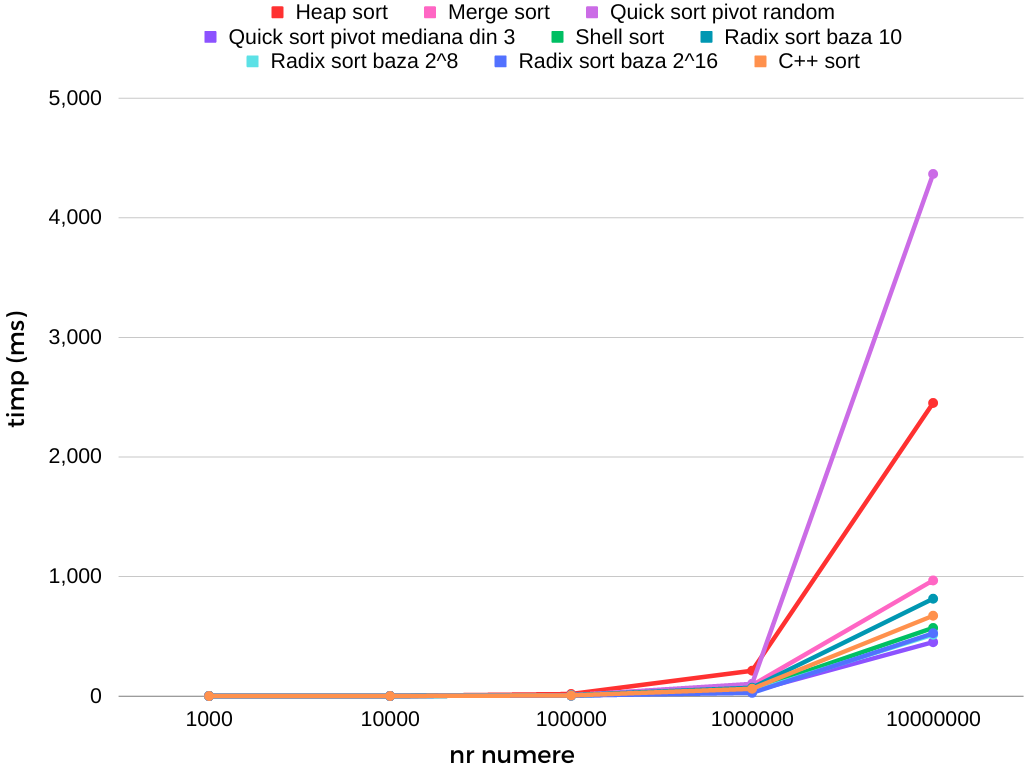 Heap sort Merge sort Quick sort pivot random
Quick sort pivot mediana din 3 Shell sort Radix sort baza 10
Radix sort baza 2^8 Radix sort baza 2^16 C++ sort
5,000
4,000
3,000
2,000
1,000
0
timp (ms)
1000 10000 100000 1000000 10000000
nr numere